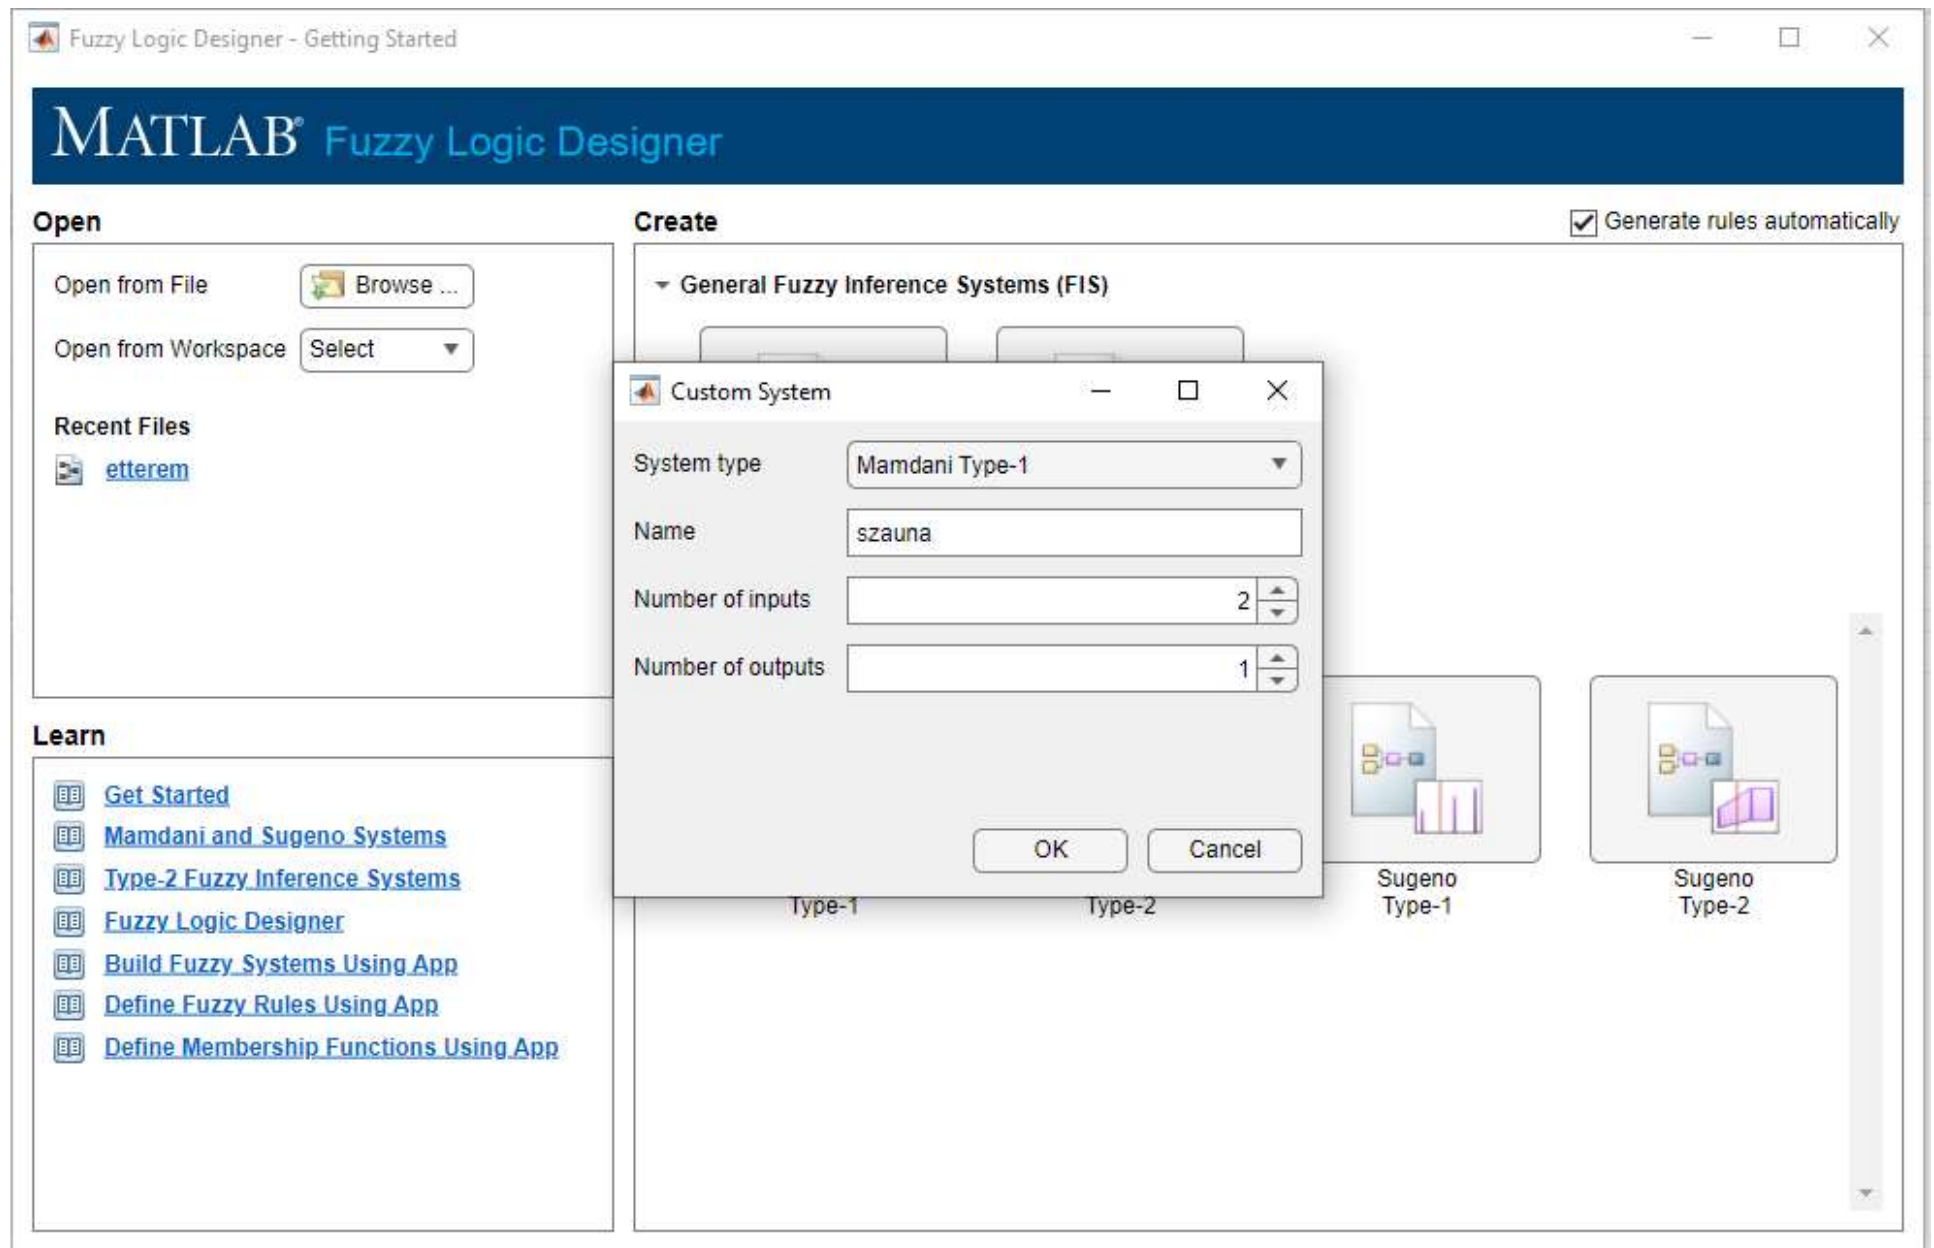 Fuzzy Logic Designer - Getting Started
MATLAB® Fuzzy Logic Designer
Open
Open from File
Browse ...
Open from Workspace
Select
Recent Files
etterem
Learn
Get Started
Mamdani and Sugeno Systems
Type-2 Fuzzy Inference Systems
Fuzzy Logic Designer
Build Fuzzy Systems Using App
Define Fuzzy Rules Using App
Define Membership Functions Using App
Create
Generate rules automatically
General Fuzzy Inference Systems (FIS)
Custom System
System type
Mamdani Type-1
Name
szauna
Number of inputs
2
Number of outputs
1
OK
Cancel
Type-1
Type-2
Sugeno
Type-1
Sugeno
Type-2